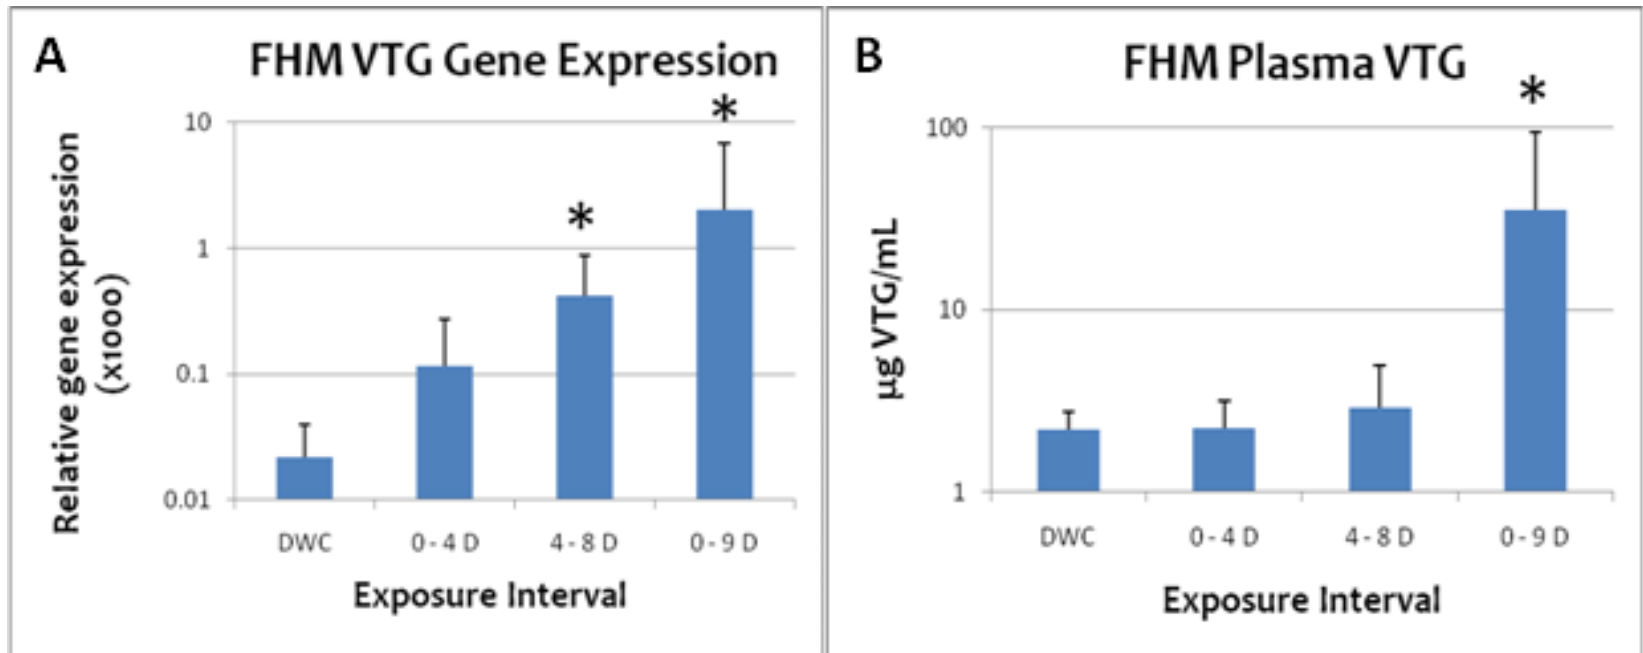 A
FHM VTG Gene Expression
Relative gene expression
(x1000)
10
1
0.1
0.01
*
*
DWC 0 - 4 D 4 - 8 D 0 - 9 D
Exposure Interval
B
FHM Plasma VTG
µg VTG/mL
100
10
1
*
DWC 0 - 4 D 4 - 8 D 0 - 9 D
Exposure Interval